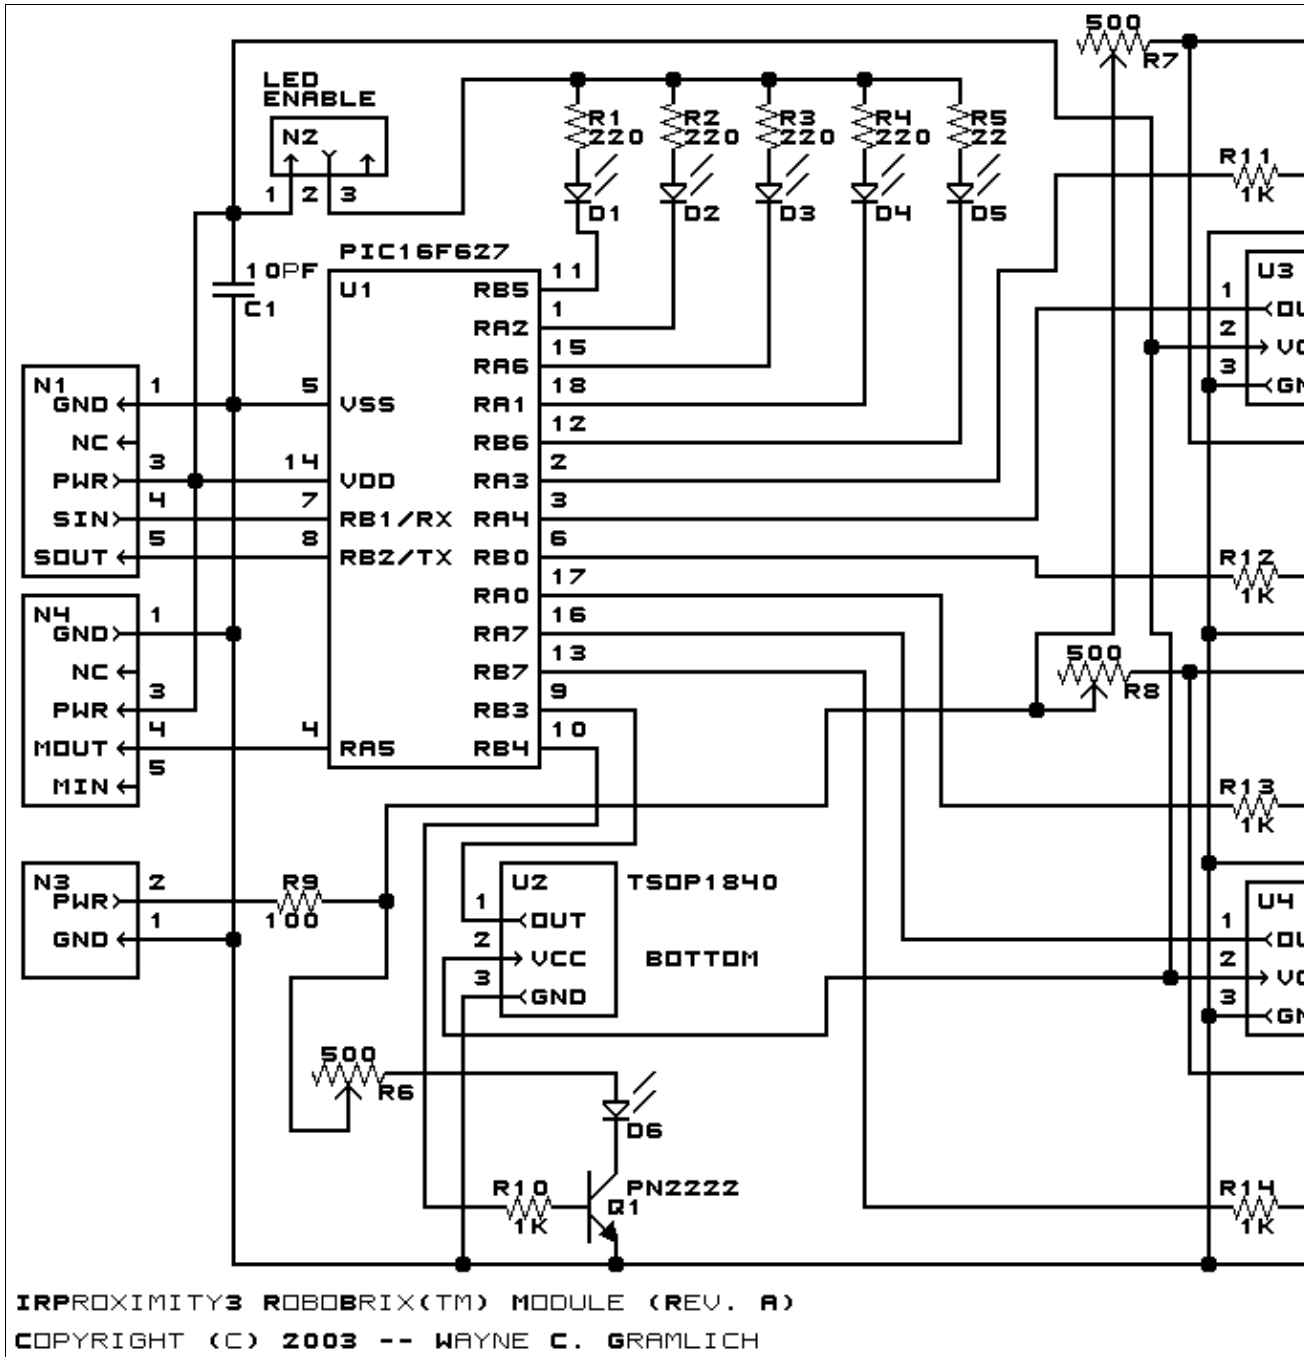 500
R7
LED
ENABLE
N2
1 2 3
R1
220
R2
220
R3
220
R4
220
R5
22
D1
D2
D3
D4
D5
R11
1K
PIC16F627
U1
10PF
C1
RB5 11
RA2 1
RA6 15
RA1 18
RB6 12
RA3 2
RA4 3
RB0 6
RA0 17
RA7 16
RB7 13
RB3 9
RB4 10
5 VSS
14 VDD
7 RB1/RX
8 RB2/TX
4 RA5
N1
GND 1
NC
PWR 3
SIN 4
SOUT 5
N4
GND 1
NC
PWR 3
MOUT 4
MIN 5
U3
1
2
3
R12
1K
500
R8
R13
1K
N3
PWR 2
GND 1
R9
100
U2
TSOP1840
1 OUT
2 VCC
3 GND
BOTTOM
U4
1
2
3
500
R6
D6
R10
1K
PN2222
Q1
R14
1K
IRPROXIMITY3 ROBOBRIX(TM) MODULE (REV. A)
COPYRIGHT (C) 2003 -- WAYNE C. GRAMLICH